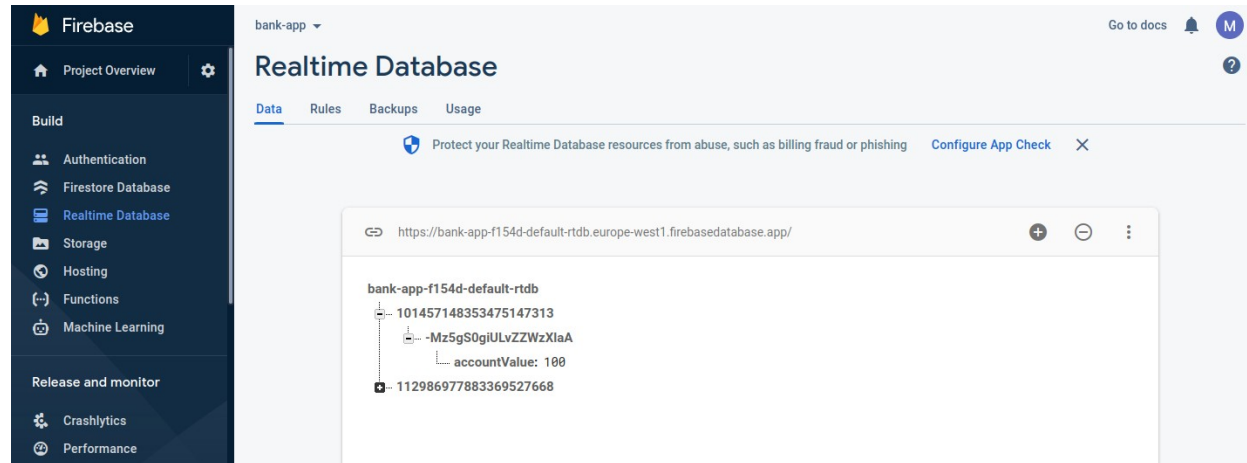 Firebase
Project Overview
Build
Authentication
Firestore Database
Realtime Database
Storage
Hosting
Functions
Machine Learning
Release and monitor
Crashlytics
Performance
bank-app
Go to docs
M
Realtime Database
?
Data Rules Backups Usage
Protect your Realtime Database resources from abuse, such as billing fraud or phishing Configure App Check
https://bank-app-f154d-default-rtdb.europe-west1.firebasedatabase.app/
bank-app-f154d-default-rtdb
101457148353475147313
-Mz5gS0giULvZZWzXIaA
accountValue: 100
112986977883369527668